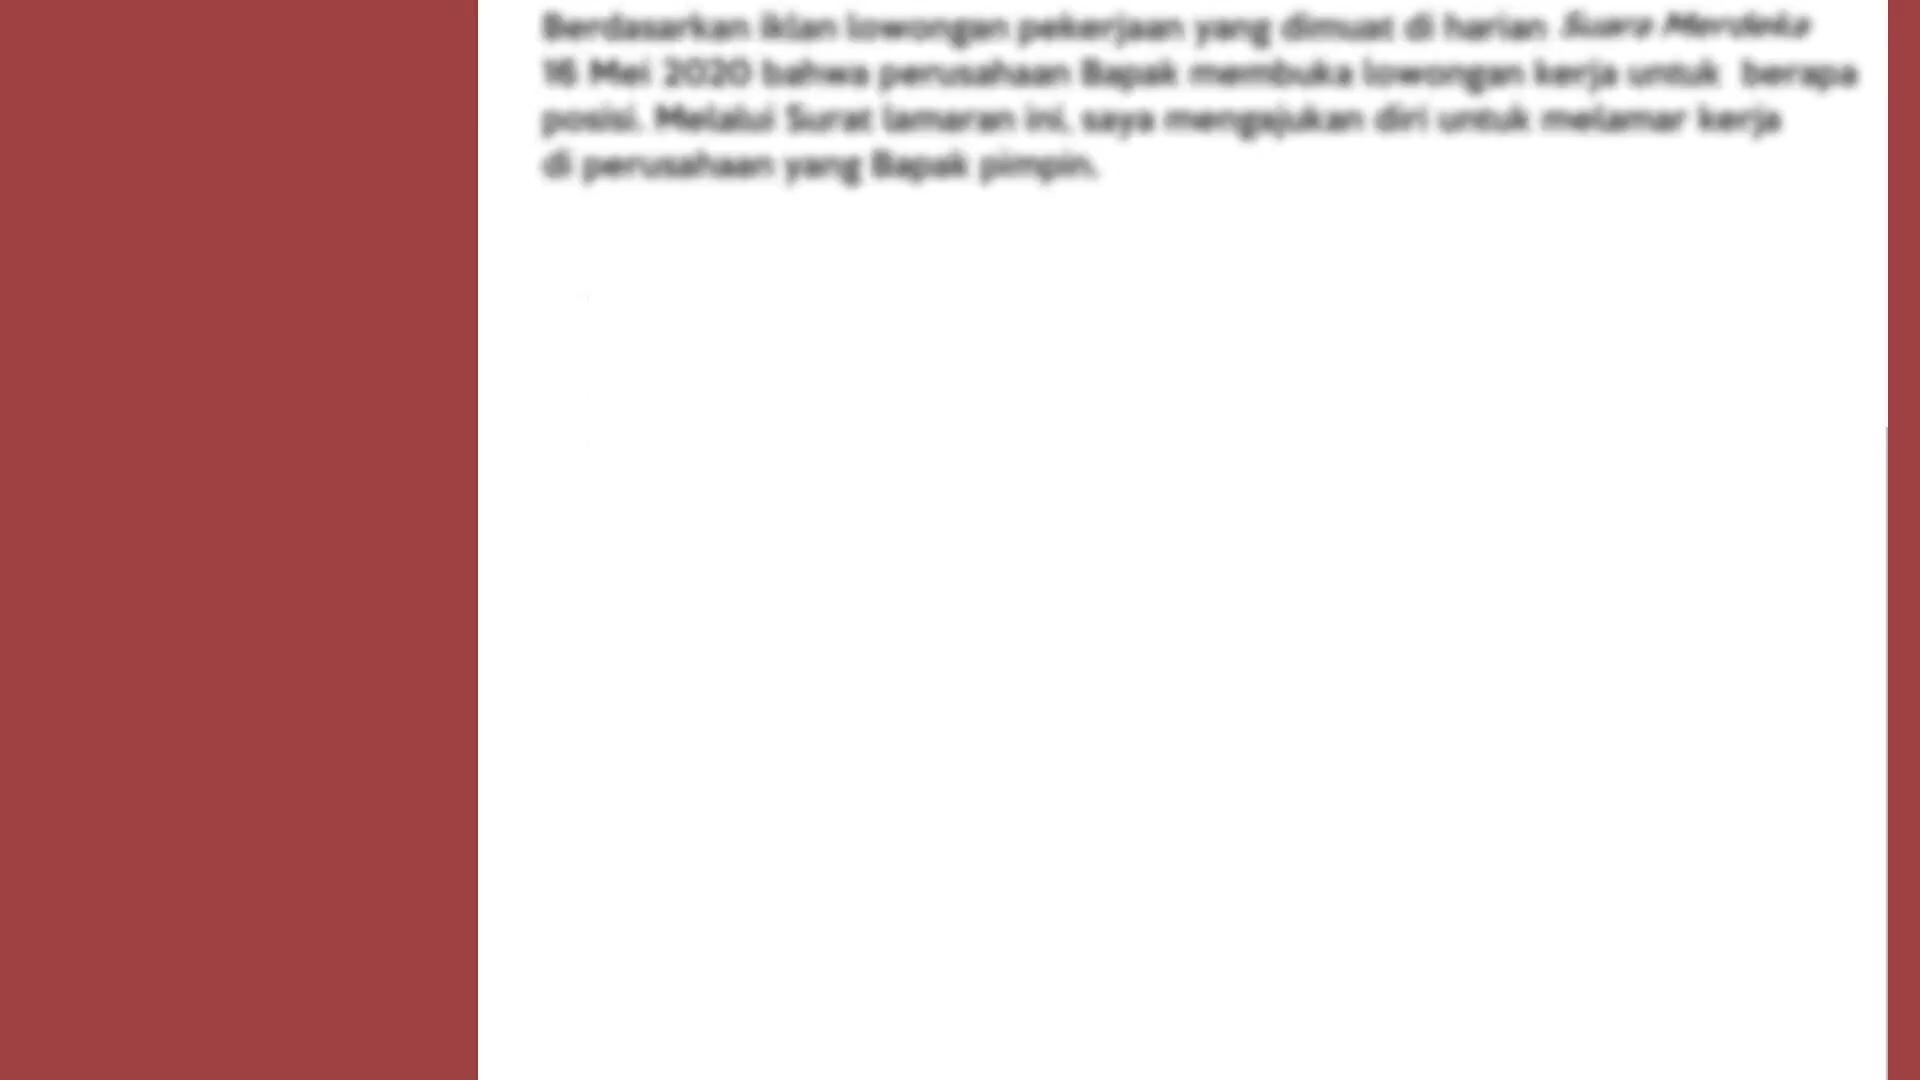 Berdasarkan iklan lowongan pekerjaan yang dimuat di harian Suara Merdeka
16 Mei 2020 bahwa perusahaan Bapak membuka lowongan kerja untuk berapa
posisi. Melalui Surat lamaran ini, saya mengajukan diri untuk melamar kerja
di perusahaan yang Bapak pimpin.